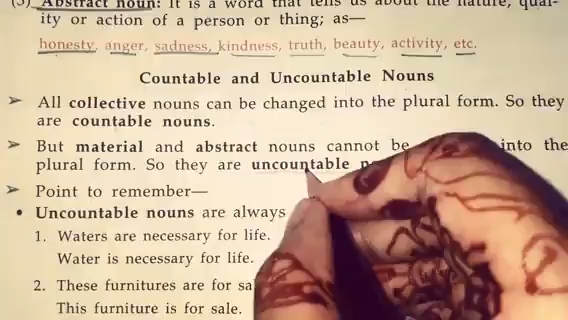 (5) Abstract noun: It is a word that tells us about the nature, qual-
ity or action of a person or thing; as—
honesty, anger, sadness, kindness, truth, beauty, activity, etc.
Countable and Uncountable Nouns
➢ All collective nouns can be changed into the plural form. So they
are countable nouns.
➢ But material and abstract nouns cannot be into the
plural form. So they are uncountable
➢ Point to remember—
• Uncountable nouns are always
1. Waters are necessary for life.
Water is necessary for life.
2. These furnitures are for
This furniture is for sale.